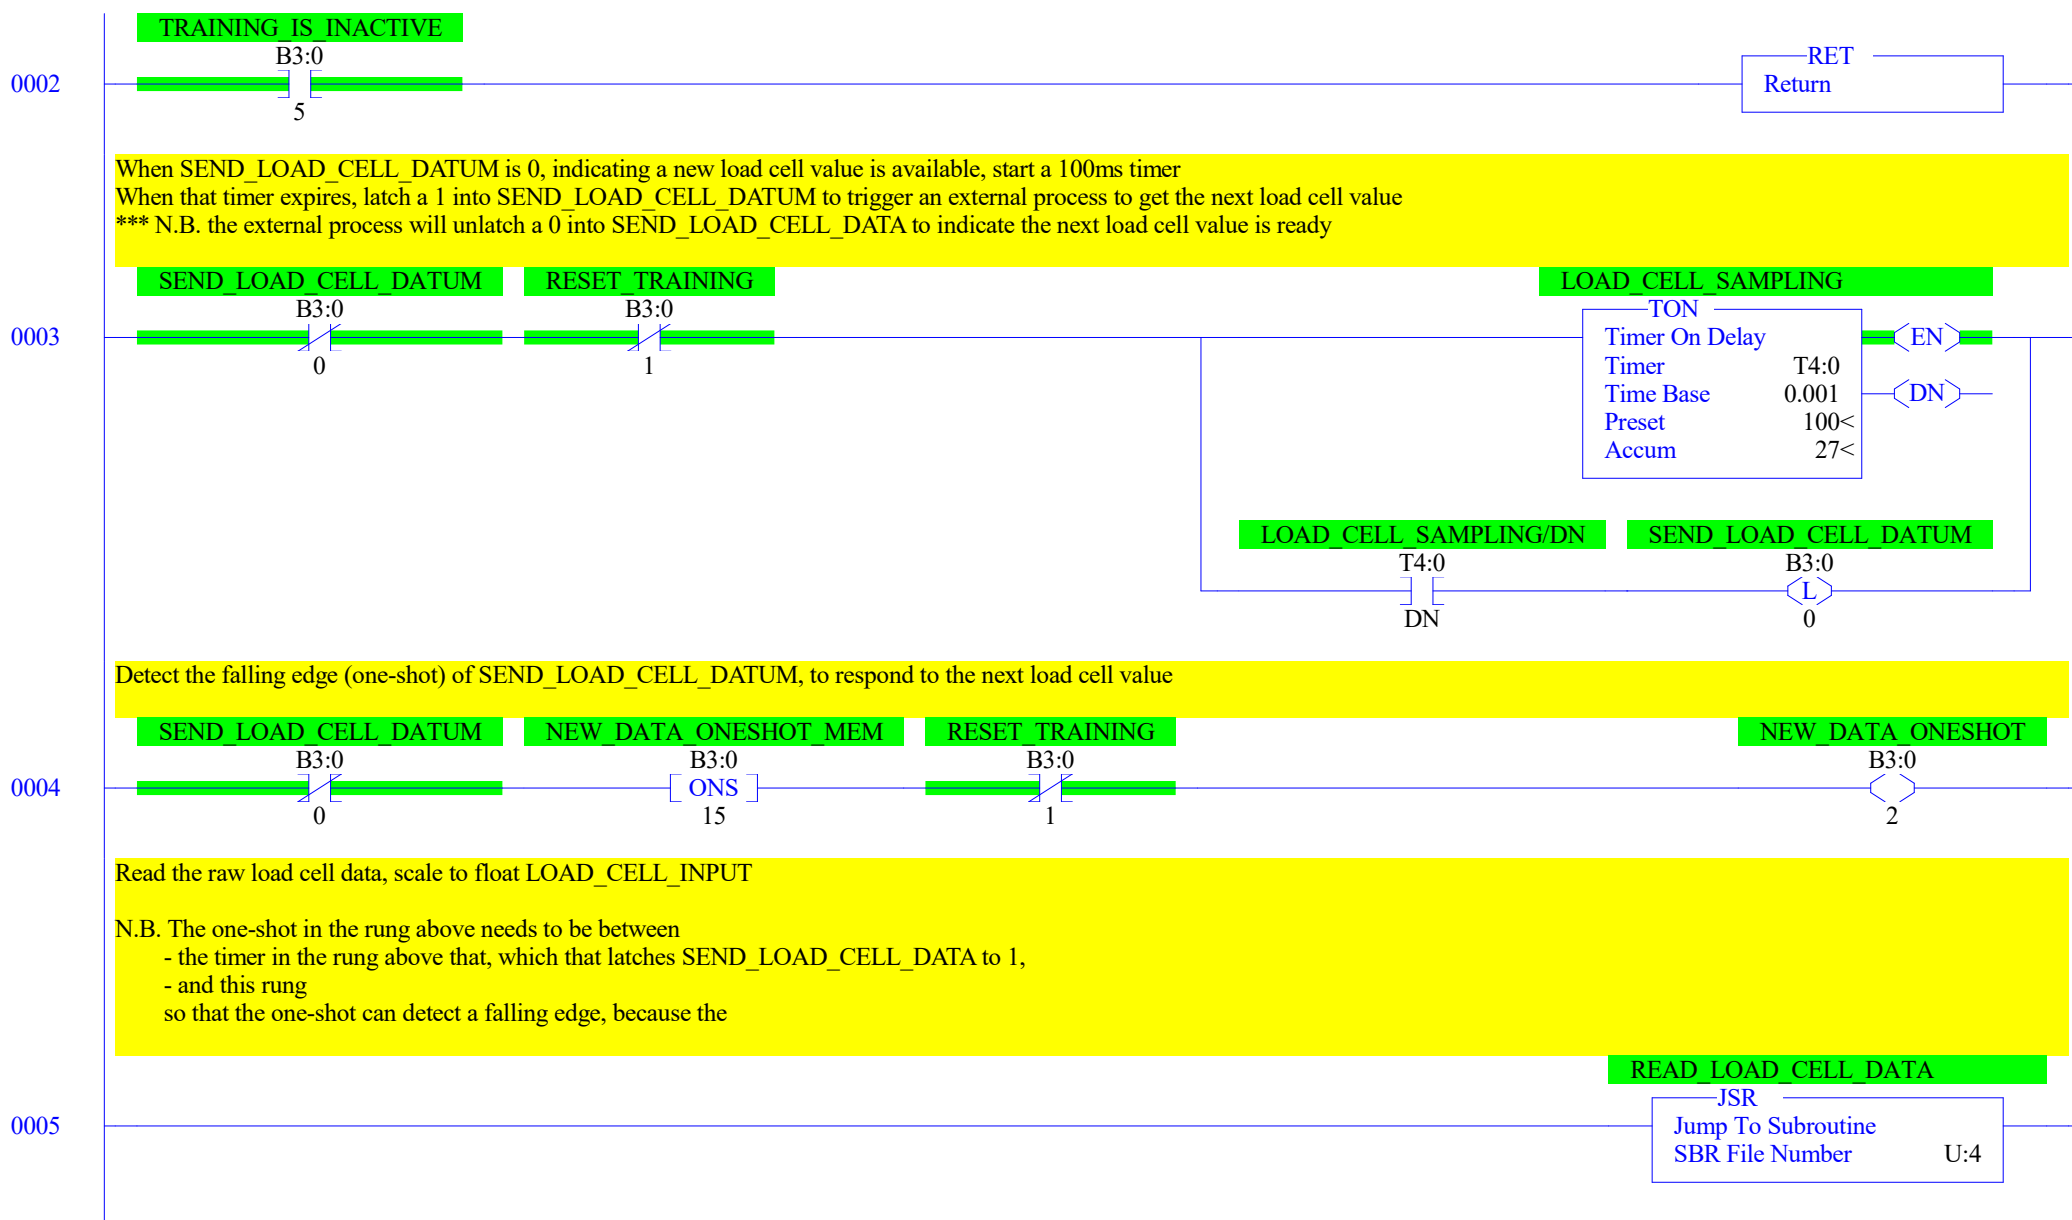 TRAINING_IS_INACTIVE
B3:0
0002
5
RET
Return
When SEND_LOAD_CELL_DATUM is 0, indicating a new load cell value is available, start a 100ms timer
When that timer expires, latch a 1 into SEND_LOAD_CELL_DATUM to trigger an external process to get the next load cell value
*** N.B. the external process will unlatch a 0 into SEND_LOAD_CELL_DATA to indicate the next load cell value is ready
SEND_LOAD_CELL_DATUM
B3:0
0003
0
RESET_TRAINING
B3:0
1
LOAD_CELL_SAMPLING
TON
Timer On Delay
Timer T4:0
Time Base 0.001
Preset 100<
Accum 27<
EN
DN
LOAD_CELL_SAMPLING/DN
T4:0
DN
SEND_LOAD_CELL_DATUM
B3:0
L
0
Detect the falling edge (one-shot) of SEND_LOAD_CELL_DATUM, to respond to the next load cell value
SEND_LOAD_CELL_DATUM
B3:0
0004
0
NEW_DATA_ONESHOT_MEM
B3:0
ONS
15
RESET_TRAINING
B3:0
1
NEW_DATA_ONESHOT
B3:0
2
Read the raw load cell data, scale to float LOAD_CELL_INPUT
N.B. The one-shot in the rung above needs to be between
- the timer in the rung above that, which that latches SEND_LOAD_CELL_DATA to 1,
- and this rung
so that the one-shot can detect a falling edge, because the
READ_LOAD_CELL_DATA
0005
JSR
Jump To Subroutine
SBR File Number U:4